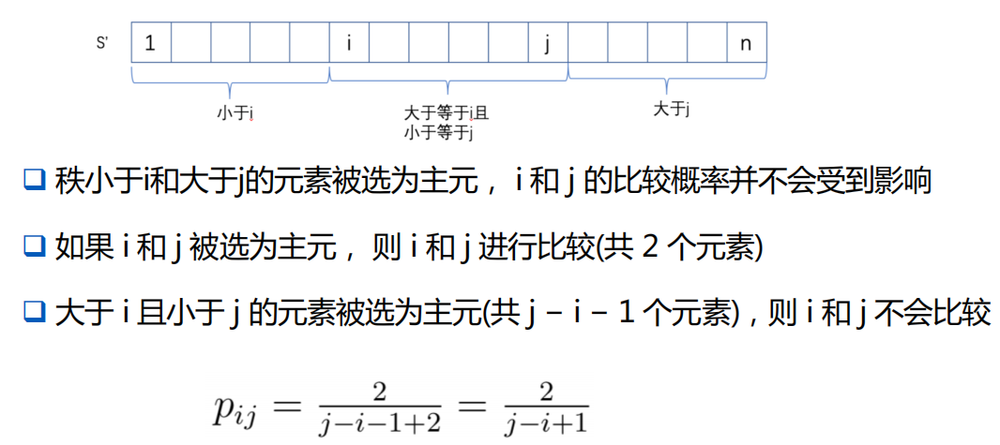 S' 1 i j n
小于i
大于等于i且
小于等于j
大于j
❑ 秩小于i和大于j的元素被选为主元， i 和 j 的比较概率并不会受到影响
❑ 如果 i 和 j 被选为主元， 则 i 和 j 进行比较(共 2 个元素)
❑ 大于 i 且小于 j 的元素被选为主元(共 j – i – 1 个元素)，则 i 和 j 不会比较
p_{ij} = \frac{2}{j-i-1+2} = \frac{2}{j-i+1}